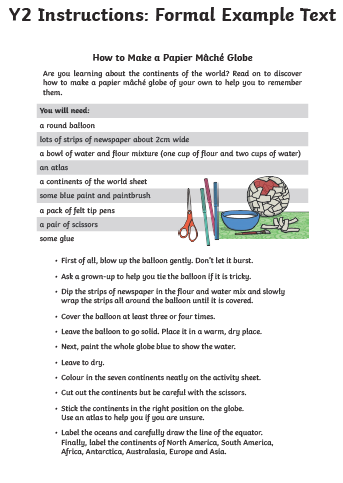 Y2 Instructions: Formal Example Text
How to Make a Papier Mâché Globe
Are you learning about the continents of the world? Read on to discover
how to make a papier mâché globe of your own to help you to remember
them.
You will need:
a round balloon
lots of strips of newspaper about 2cm wide
a bowl of water and flour mixture (one cup of flour and two cups of water)
an atlas
a continents of the world sheet
some blue paint and paintbrush
a pack of felt tip pens
a pair of scissors
some glue
• First of all, blow up the balloon gently. Don't let it burst.
• Ask a grown-up to help you tie the balloon if it is tricky.
• Dip the strips of newspaper in the flour and water mix and slowly
wrap the strips all around the balloon until it is covered.
• Cover the balloon at least three or four times.
• Leave the balloon to go solid. Place it in a warm, dry place.
• Next, paint the whole globe blue to show the water.
• Leave to dry.
• Colour in the seven continents neatly on the activity sheet.
• Cut out the continents but be careful with the scissors.
• Stick the continents in the right position on the globe.
Use an atlas to help you if you are unsure.
• Label the oceans and carefully draw the line of the equator.
Finally, label the continents of North America, South America,
Africa, Antarctica, Australasia, Europe and Asia.